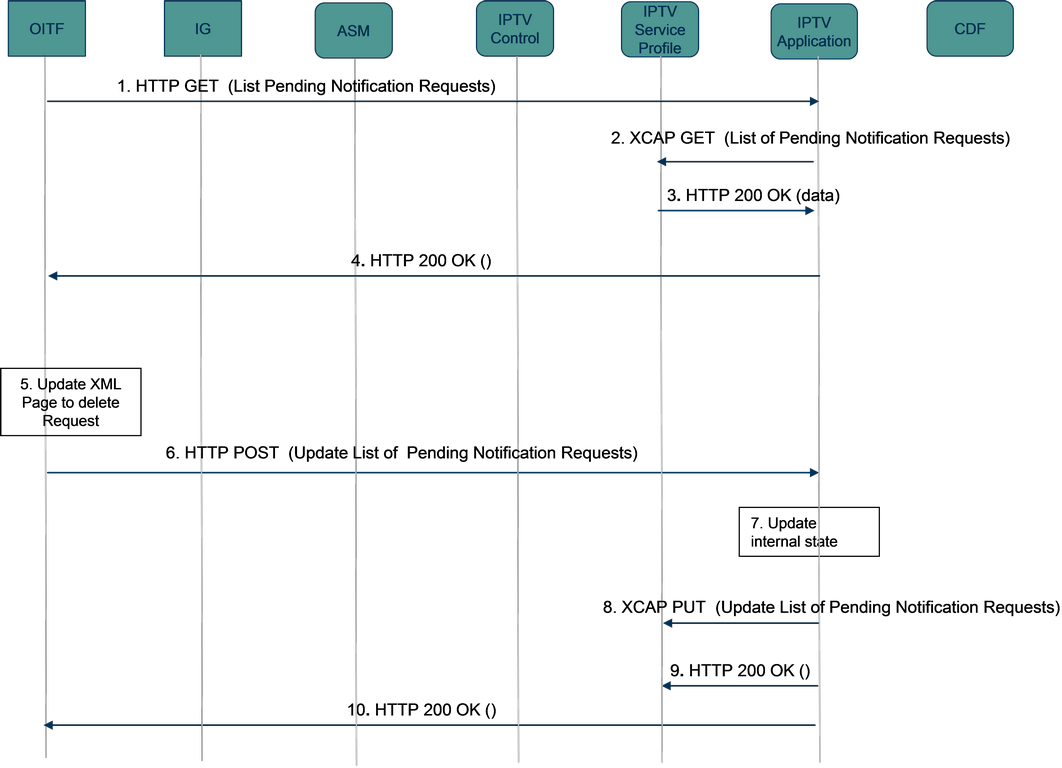 OITF
IG
ASM
IPTV
Control
IPTV
Service
Profile
IPTV
Application
CDF
1. HTTP GET  (List Pending Notification Requests)
2. XCAP GET  (List of Pending Notification Requests)
3. HTTP 200 OK (data)
4. HTTP 200 OK ()
5. Update XML
Page to delete
Request
6. HTTP POST  (Update List of  Pending Notification Requests)
7. Update
internal state
8. XCAP PUT  (Update List of Pending Notification Requests)
9. HTTP 200 OK ()
10. HTTP 200 OK ()